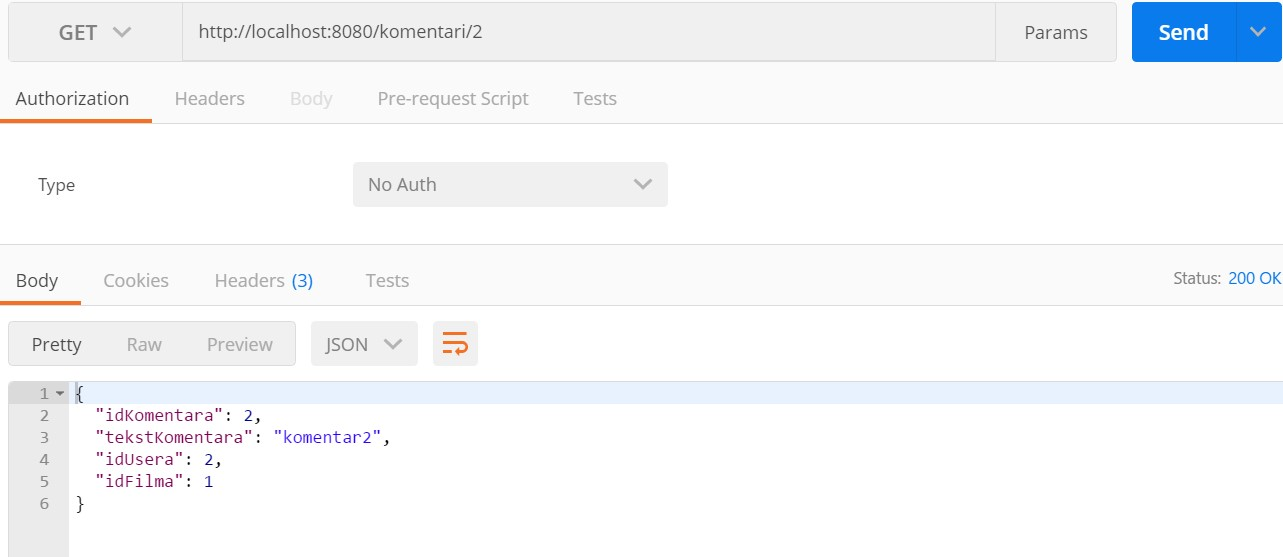 GET http://localhost:8080/komentari/2 Params Send
Authorization Headers Body Pre-request Script Tests
Type No Auth
Body Cookies Headers (3) Tests Status: 200 OK
Pretty Raw Preview JSON
1 {
2 "idKomentara": 2,
3 "tekstKomentara": "komentar2",
4 "idUsera": 2,
5 "idFilma": 1
6 }